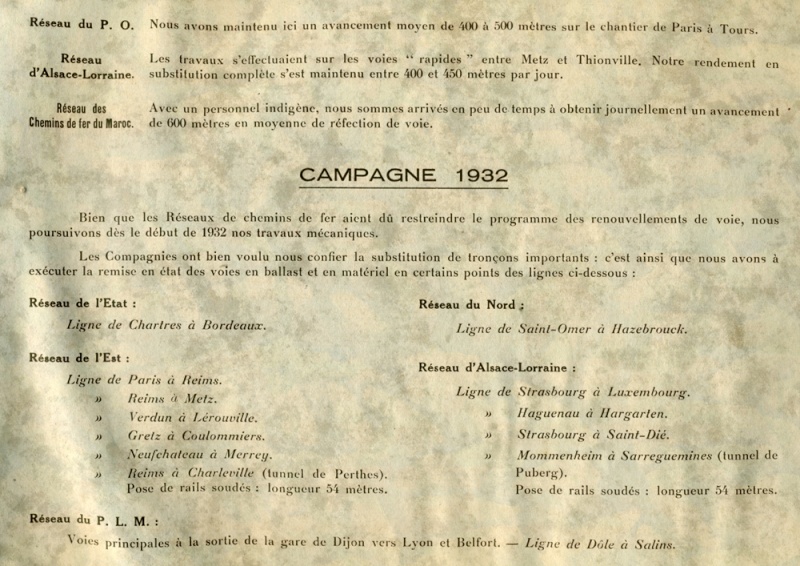 Réseau du P. O. Nous avons maintenu ici un avancement moyen de 400 à 500 mètres sur le chantier de Paris à Tours.
Réseau d'Alsace-Lorraine. Les travaux s'effectuaient sur les voies “ rapides ” entre Metz et Thionville. Notre rendement en
substitution complète s'est maintenu entre 400 et 450 mètres par jour.
Réseau des Chemins de fer du Maroc. Avec un personnel indigène, nous sommes arrivés en peu de temps à obtenir journellement un avancement
de 600 mètres en moyenne de réfection de voie.
CAMPAGNE 1932
Bien que les Réseaux de chemins de fer aient dû restreindre le programme des renouvellements de voie, nous
poursuivons dès le début de 1932 nos travaux mécaniques.
Les Compagnies ont bien voulu nous confier la substitution de tronçons importants : c'est ainsi que nous avons à
exécuter la remise en état des voies en ballast et en matériel en certains points des lignes ci-dessous :
Réseau de l'Etat :
Ligne de Chartres à Bordeaux.
Réseau de l'Est :
Ligne de Paris à Reims.
» Reims à Metz.
» Verdun à Lérouville.
» Gretz à Coulommiers.
» Neufchateau à Merrey.
» Reims à Charleville (tunnel de Perthes).
Pose de rails soudés : longueur 54 mètres.
Réseau du Nord :
Ligne de Saint-Omer à Hazebrouck.
Réseau d'Alsace-Lorraine :
Ligne de Strasbourg à Luxembourg.
» Haguenau à Hargarten.
» Strasbourg à Saint-Dié.
» Mommenheim à Sarreguemines (tunnel de
Puberg).
Pose de rails soudés : longueur 54 mètres.
Réseau du P. L. M. :
Voies principales à la sortie de la gare de Dijon vers Lyon et Belfort. — Ligne de Dôle à Salins.